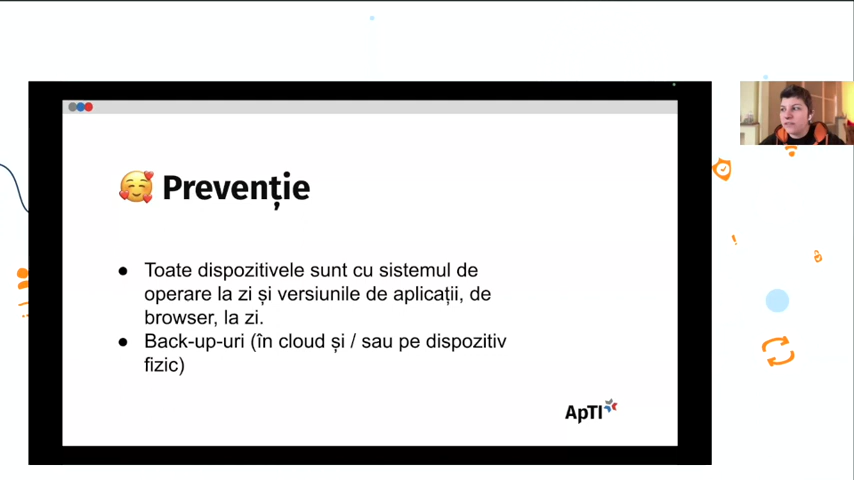 🥰 Prevenție
● Toate dispozitivele sunt cu sistemul de
operare la zi și versiunile de aplicații, de
browser, la zi.
● Back-up-uri (în cloud și / sau pe dispozitiv
fizic)
ApTI